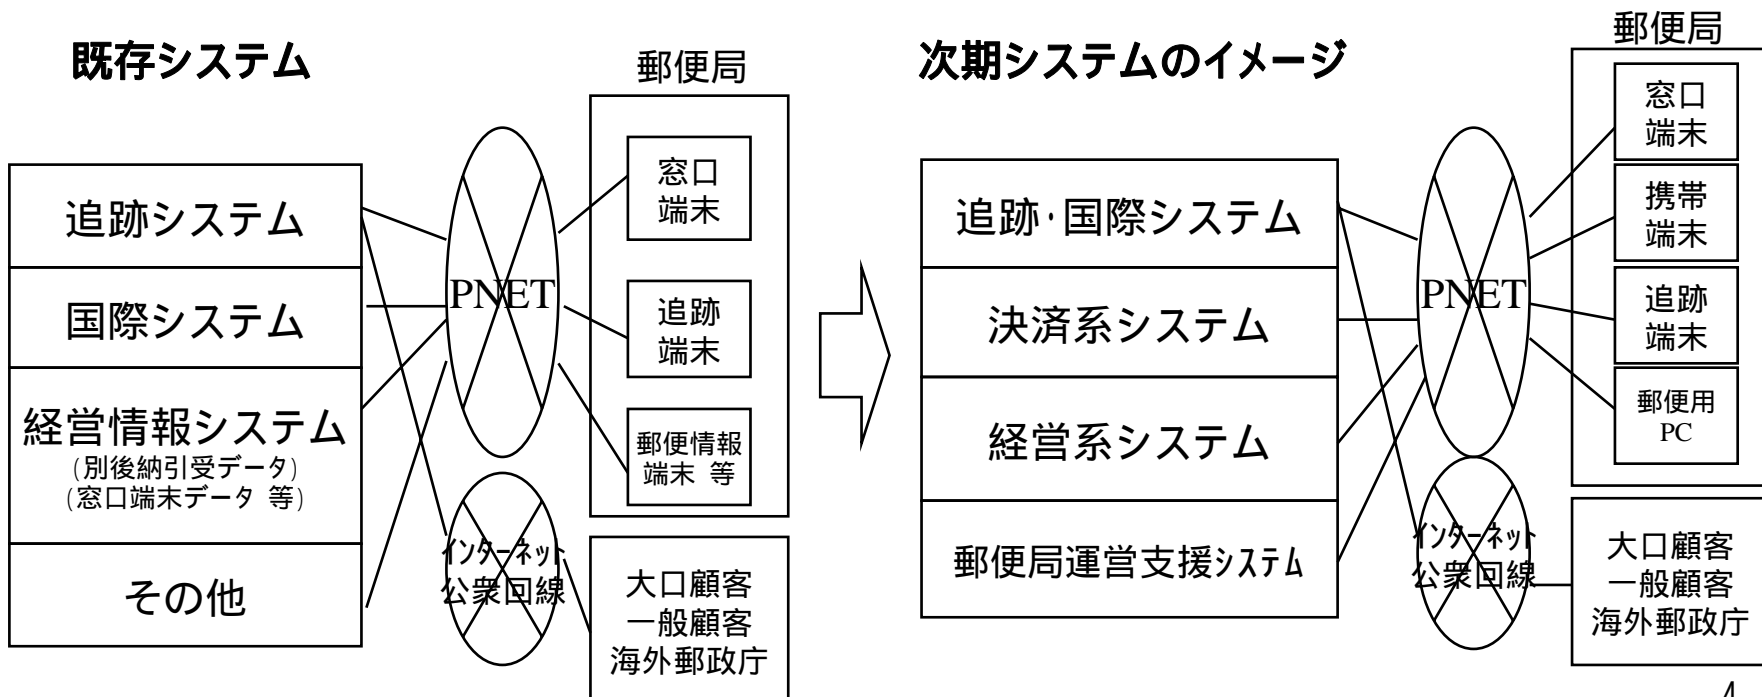 既存システム
郵便局
追跡システム
国際システム
経営情報システム
(別後納引受データ)
(窓口端末データ 等)
その他
PNET
インターネット
公衆回線
窓口
端末
追跡
端末
郵便情報
端末 等
大口顧客
一般顧客
海外郵政庁
次期システムのイメージ
郵便局
追跡・国際システム
決済系システム
経営系システム
郵便局運営支援システム
PNET
インターネット
公衆回線
窓口
端末
携帯
端末
追跡
端末
郵便用
PC
大口顧客
一般顧客
海外郵政庁
4